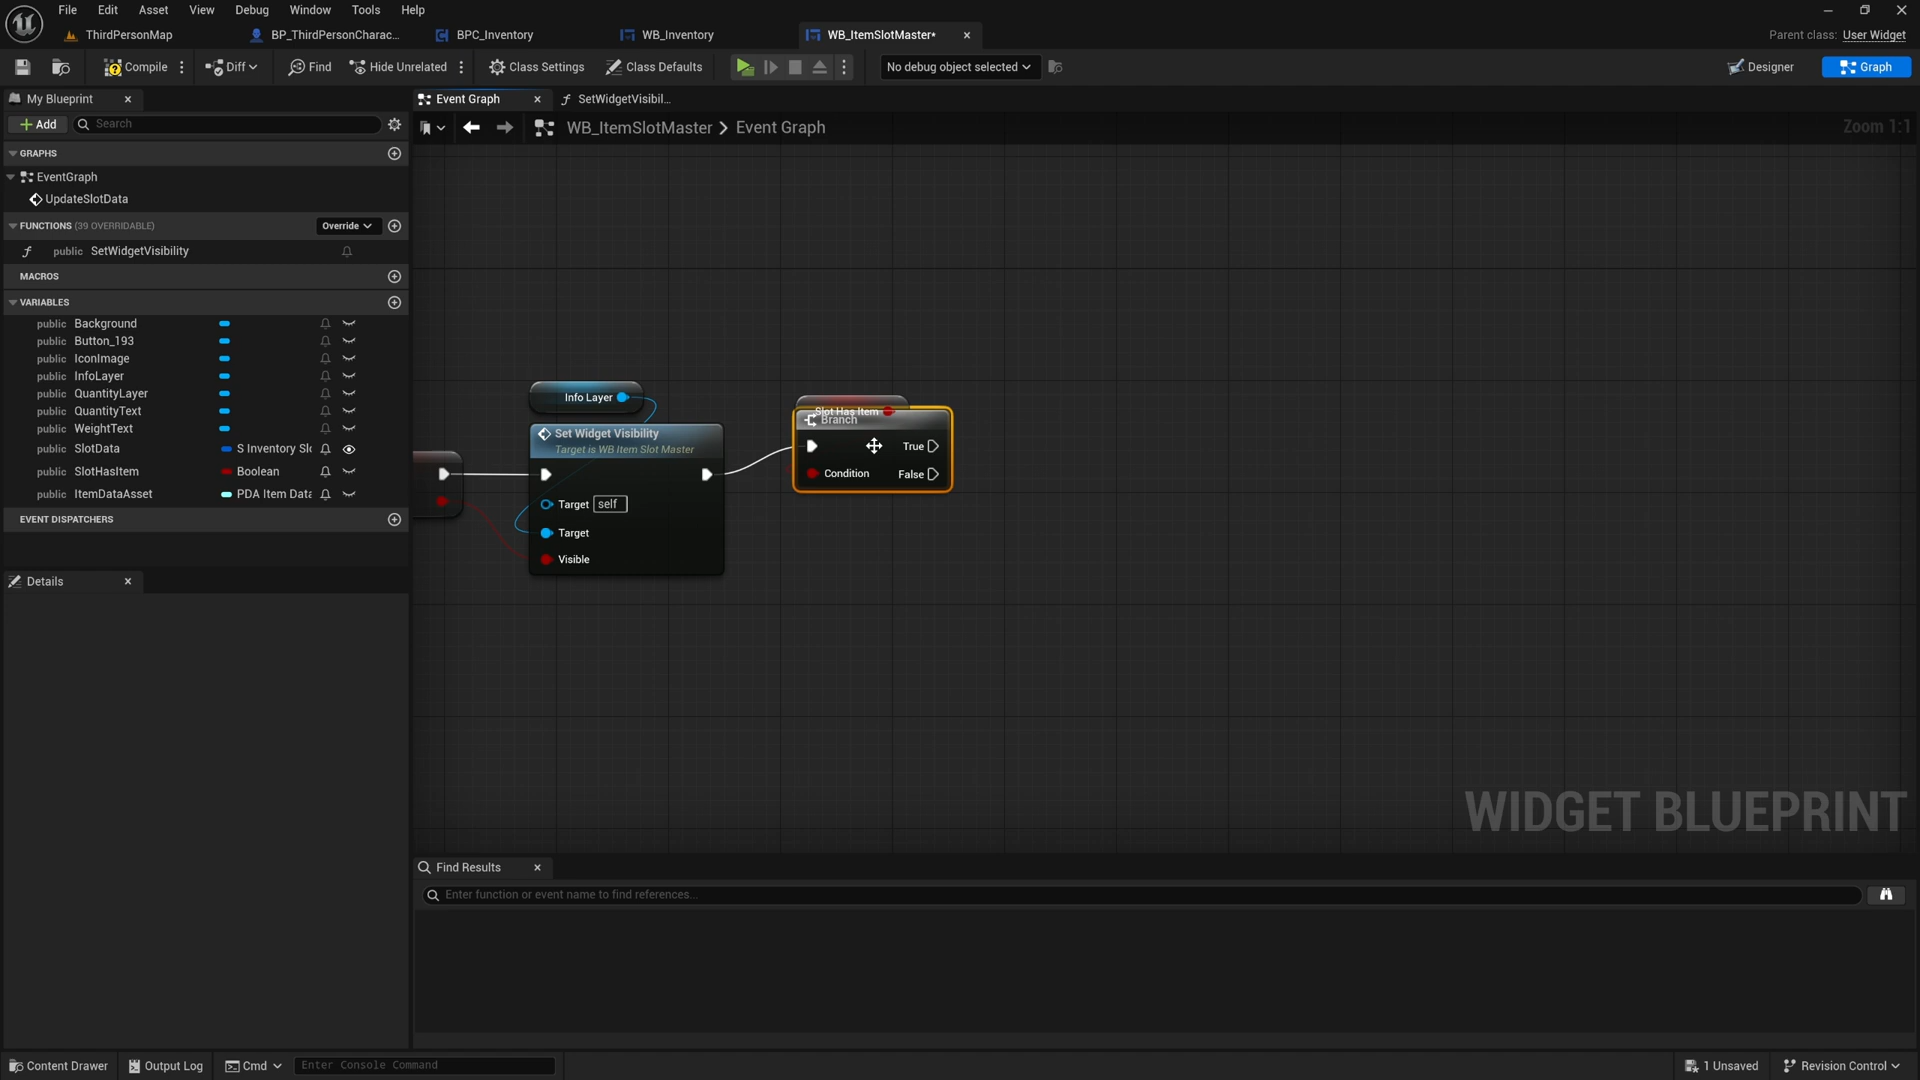 File Edit Asset View Debug Window Tools Help
ThirdPersonMap BP_ThirdPersonCharac... BPC_Inventory WB_Inventory WB_ItemSlotMaster* Parent class: User Widget
Compile Diff Find Hide Unrelated Class Settings Class Defaults No debug object selected Designer Graph
My Blueprint Event Graph SetWidgetVisibil...
Add Search WB_ItemSlotMaster Event Graph Zoom 1:1
GRAPHS
EventGraph
UpdateSlotData
FUNCTIONS (39 OVERRIDABLE) Override
public SetWidgetVisibility
MACROS
VARIABLES
public Background
public Button_193
public IconImage
public InfoLayer
public QuantityLayer
public QuantityText
public WeightText
public SlotData S Inventory Slo
public SlotHasItem Boolean
public ItemDataAsset PDA Item Data
EVENT DISPATCHERS
Details
Info Layer
Set Widget Visibility
Target is WB Item Slot Master
Target self
Target
Visible
Slot Has Item
Branch
True
Condition False
WIDGET BLUEPRINT
Find Results
Enter function or event name to find references...
Content Drawer Output Log Cmd Enter Console Command 1 Unsaved Revision Control